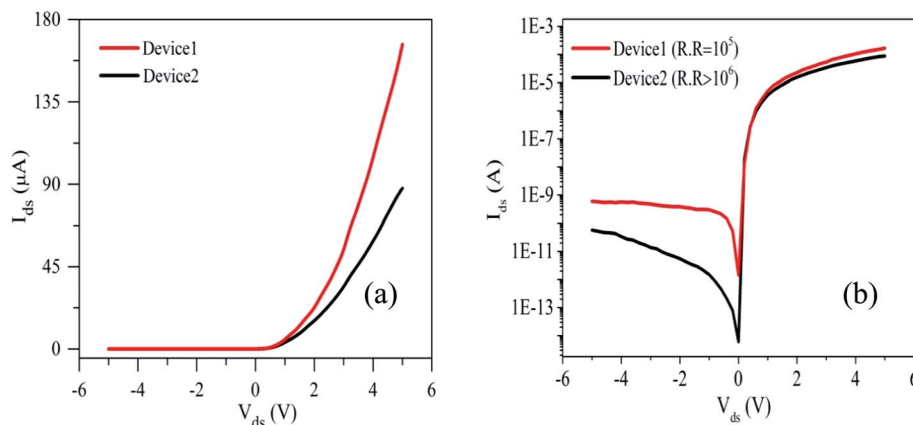 180
135
90
45
0
I_ds (μA)
Device1
Device2
(a)
-6 -4 -2 0 2 4 6
V_ds (V)
(b)
1E-3
1E-5
1E-7
1E-9
1E-11
1E-13
I_ds (A)
Device1 (R.R=10^5)
Device2 (R.R>10^6)
(b)
-6 -4 -2 0 2 4 6
V_ds (V)